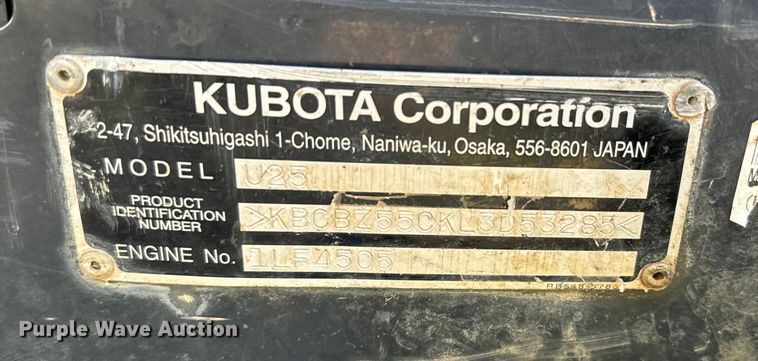 KUBOTA Corporation
-2-47, Shikitsuhigashi 1-Chome, Naniwa-ku, Osaka, 556-8601 JAPAN
MODEL U25
PRODUCT IDENTIFICATION NUMBER >KBCBZ55CKL3D53285<
ENGINE No. 1LF4505
Purple Wave Auction